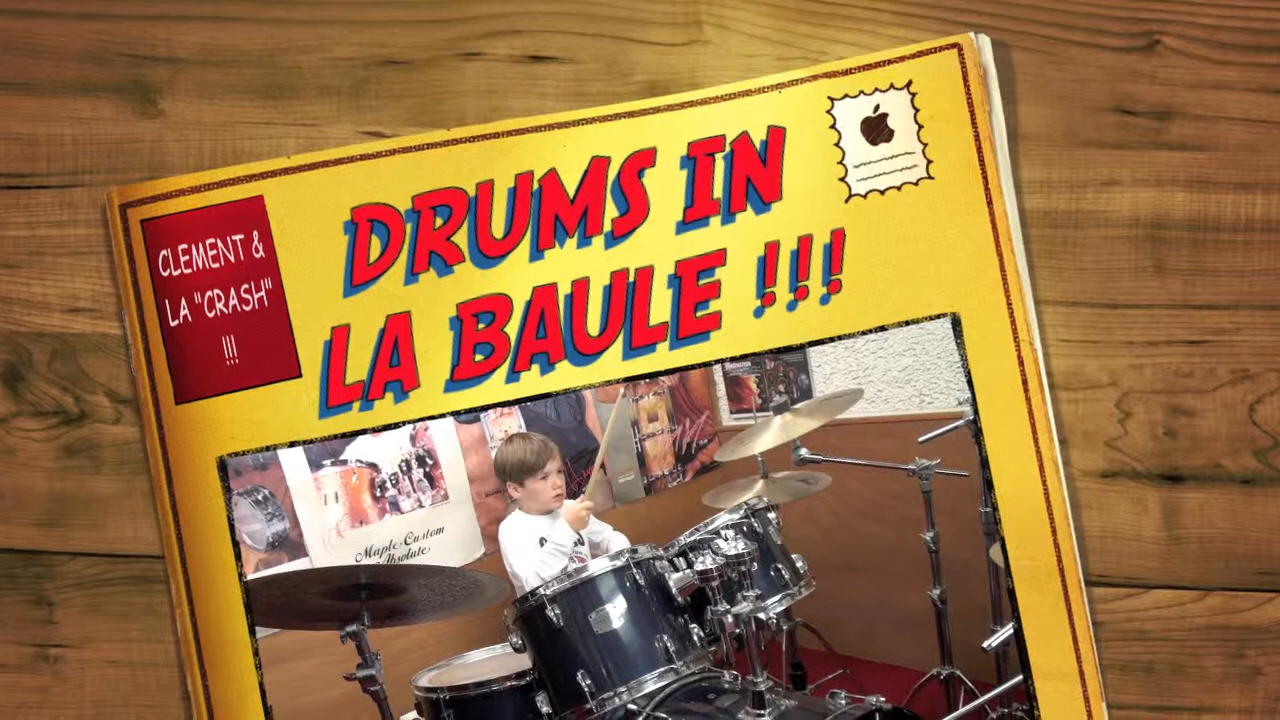 DRUMS IN
LA BAULE !!!
CLEMENT &
LA "CRASH"
!!!
Maple Custom
Absolute